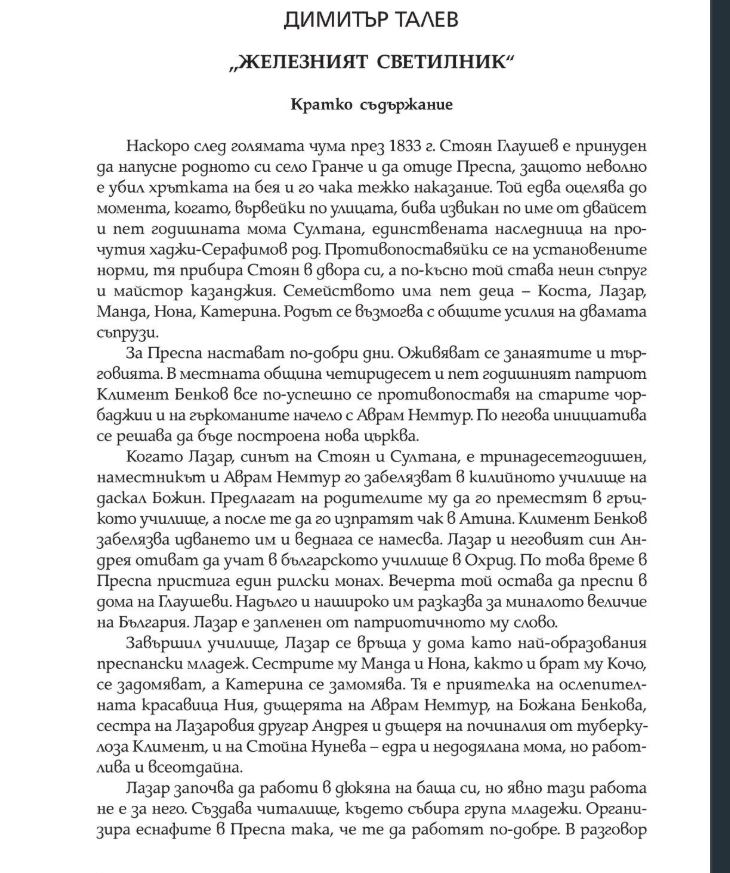 ДИМИТЪР ТАЛЕВ
„ЖЕЛЕЗНИЯТ СВЕТИЛНИК“
Кратко съдържание
Наскоро след голямата чума през 1833 г. Стоян Глаушев е принуден
да напусне родното си село Гранче и да отиде Преспа, защото неволно
е убил хрътката на бея и го чака тежко наказание. Той едва оцелява до
момента, когато, вървейки по улицата, бива извикан по име от двайсет
и пет годишната мома Султана, единствената наследница на про-
чутия хаджи-Серафимов род. Противопоставяйки се на установените
норми, тя прибира Стоян в двора си, а по-късно той става неин съпруг
и майстор казанджия. Семейството има пет деца – Коста, Лазар,
Манда, Нона, Катерина. Родът се възмогва с общите усилия на двамата
съпрузи.
За Преспа настават по-добри дни. Оживяват се занаятите и тър-
говията. В местната община четиридесет и пет годишният патриот
Климент Бенков все по-успешно се противопоставя на старите чор-
баджии и на гъркоманите начело с Аврам Немтур. По негова инициатива
се решава да бъде построена нова църква.
Когато Лазар, синът на Стоян и Султана, е тринадесетгодишен,
наместникът и Аврам Немтур го забелязват в килийното училище на
даскал Божин. Предлагат на родителите му да го преместят в гръц-
кото училище, а после те да го изпратят чак в Атина. Климент Бенков
забелязва идването им и веднага се намесва. Лазар и неговият син Ан-
дрея отиват да учат в българското училище в Охрид. По това време в
Преспа пристига един рилски монах. Вечерта той остава да преспи в
дома на Глаушеви. Надълго и нашироко им разказва за миналото величие
на България. Лазар е запленен от патриотичното му слово.
Завършил училище, Лазар се връща у дома като най-образования
преспански младеж. Сестрите му Манда и Нона, както и брат му Кочо,
се задомяват, а Катерина се замомява. Тя е приятелка на ослепител-
ната красавица Ния, дъщерята на Аврам Немтур, на Божана Бенкова,
сестра на Лазаровия другар Андрея и дъщеря на починалия от туберку-
лоза Климент, и на Стойна Нунева – едра и недодялана мома, но работ-
лива и всеотдайна.
Лазар започва да работи в дюкяна на баща си, но явно тази работа
не е за него. Създава читалище, където събира група младежи. Органи-
зира еснафите в Преспа така, че те да работят по-добре. В разговор